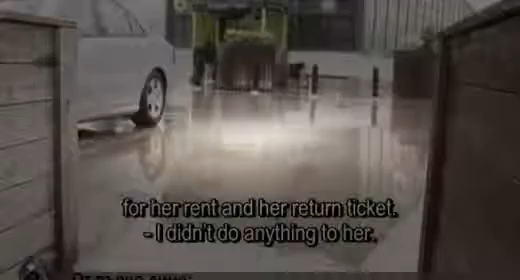 for her rent and her return ticket.
- I didn't do anything to her.